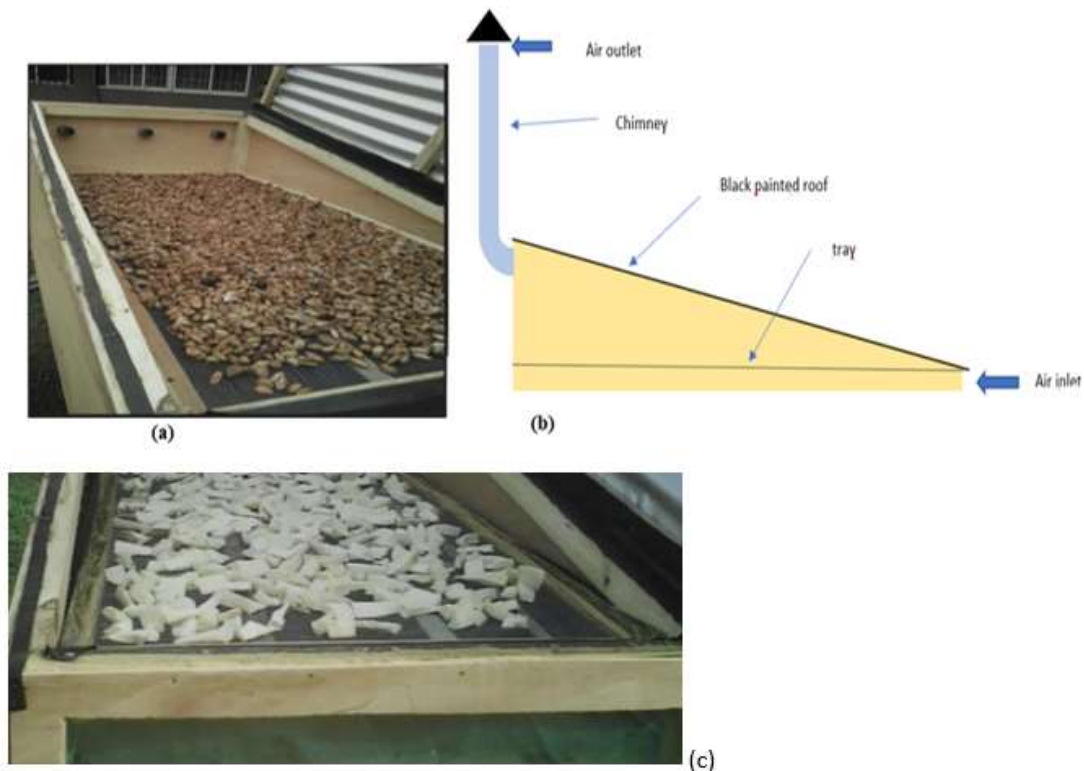 Air outlet
Chimney
Black painted roof
tray
Air inlet
(a)
(b)
(c)